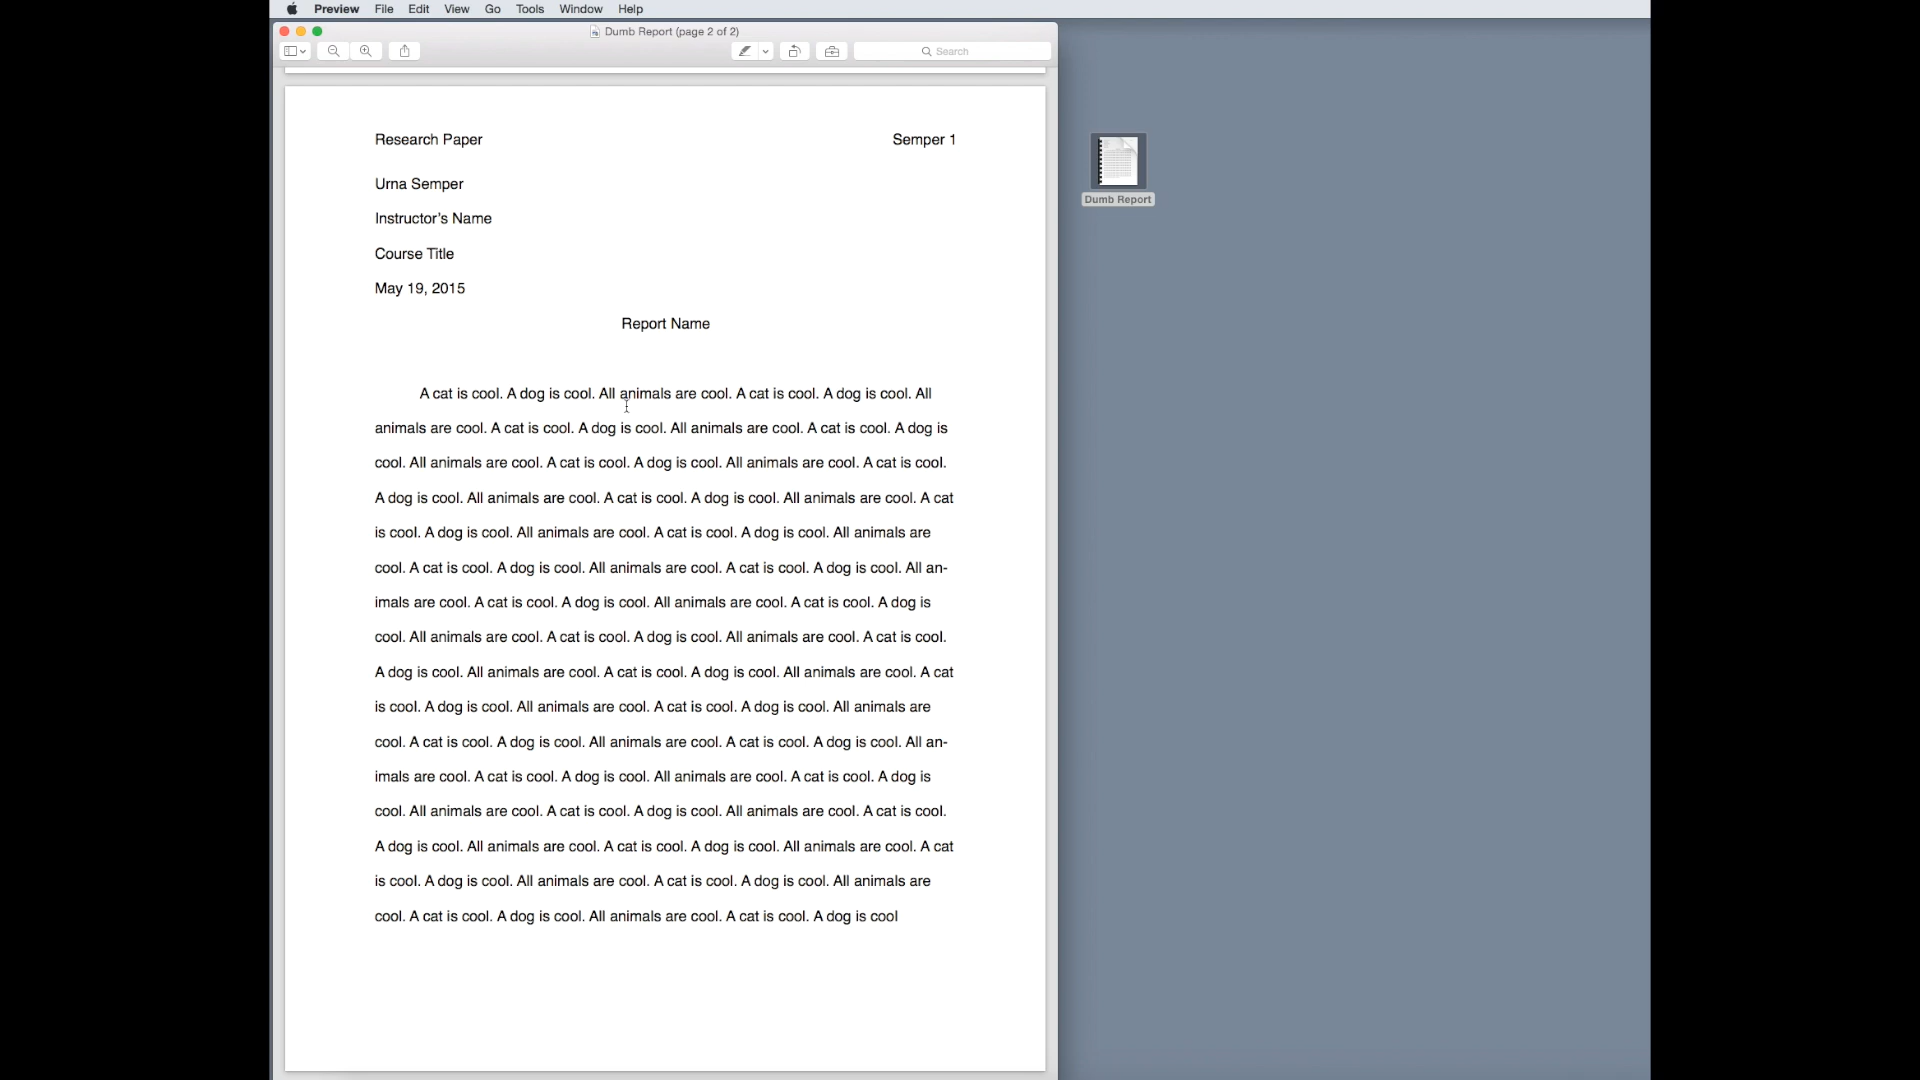 Preview File Edit View Go Tools Window Help
Dumb Report (page 2 of 2)
Search
Research Paper Semper 1
Urna Semper
Instructor's Name
Course Title
May 19, 2015
Report Name
A cat is cool. A dog is cool. All animals are cool. A cat is cool. A dog is cool. All
animals are cool. A cat is cool. A dog is cool. All animals are cool. A cat is cool. A dog is
cool. All animals are cool. A cat is cool. A dog is cool. All animals are cool. A cat is cool.
A dog is cool. All animals are cool. A cat is cool. A dog is cool. All animals are cool. A cat
is cool. A dog is cool. All animals are cool. A cat is cool. A dog is cool. All animals are
cool. A cat is cool. A dog is cool. All animals are cool. A cat is cool. A dog is cool. All an-
imals are cool. A cat is cool. A dog is cool. All animals are cool. A cat is cool. A dog is
cool. All animals are cool. A cat is cool. A dog is cool. All animals are cool. A cat is cool.
A dog is cool. All animals are cool. A cat is cool. A dog is cool. All animals are cool. A cat
is cool. A dog is cool. All animals are cool. A cat is cool. A dog is cool. All animals are
cool. A cat is cool. A dog is cool. All animals are cool. A cat is cool. A dog is cool. All an-
imals are cool. A cat is cool. A dog is cool. All animals are cool. A cat is cool. A dog is
cool. All animals are cool. A cat is cool. A dog is cool. All animals are cool. A cat is cool.
A dog is cool. All animals are cool. A cat is cool. A dog is cool. All animals are cool. A cat
is cool. A dog is cool. All animals are cool. A cat is cool. A dog is cool. All animals are
cool. A cat is cool. A dog is cool. All animals are cool. A cat is cool. A dog is cool
Dumb Report